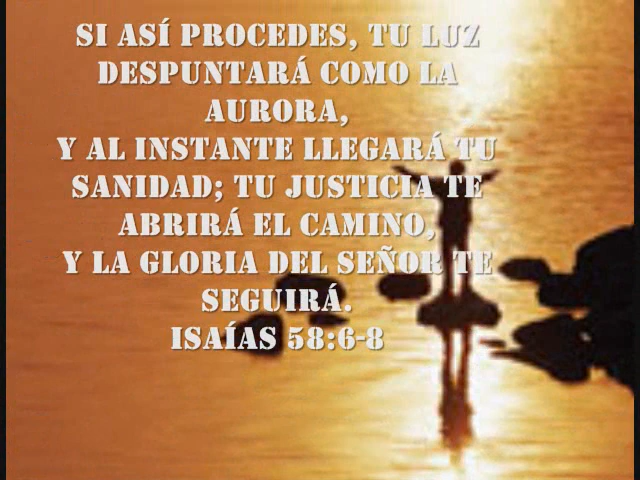 SI ASÍ PROCEDES, TU LUZ
DESPUNTARÁ COMO LA
AURORA,
Y AL INSTANTE LLEGARÁ TU
SANIDAD; TU JUSTICIA TE
ABRIRÁ EL CAMINO,
Y LA GLORIA DEL SEÑOR TE
SEGUIRÁ.
ISAÍAS 58:6-8